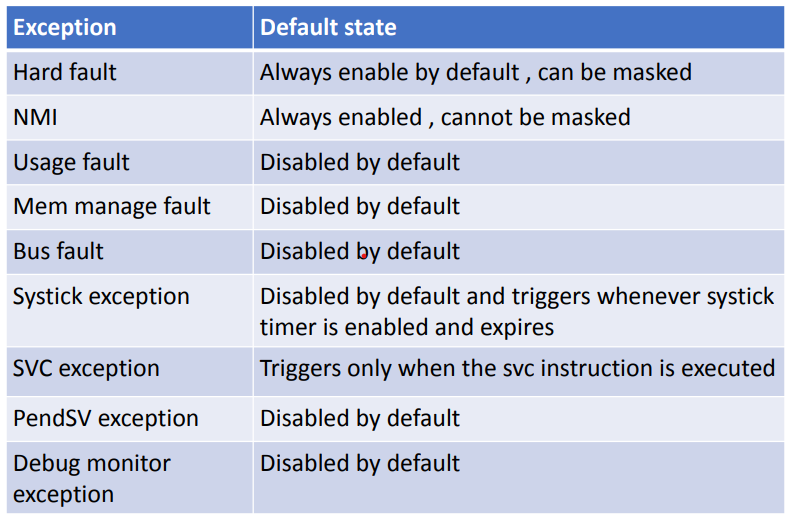 Exception Default state
Hard fault Always enable by default , can be masked
NMI Always enabled , cannot be masked
Usage fault Disabled by default
Mem manage fault Disabled by default
Bus fault Disabled by default
Systick exception Disabled by default and triggers whenever systick
timer is enabled and expires
SVC exception Triggers only when the svc instruction is executed
PendSV exception Disabled by default
Debug monitor Disabled by default
exception